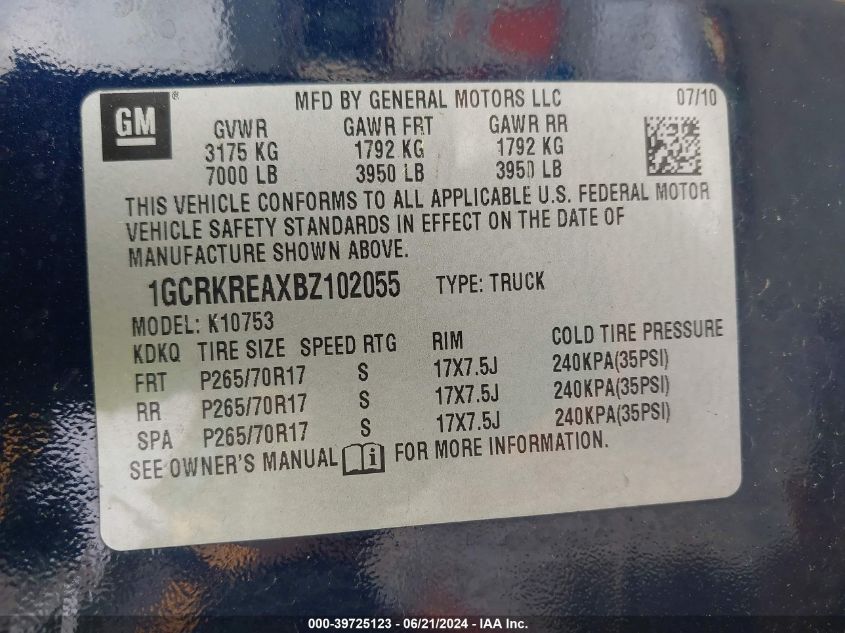 GM ® MFD BY GENERAL MOTORS LLC 07/10
GVWR GAWR FRT GAWR RR
3175 KG 1792 KG 1792 KG
7000 LB 3950 LB 3950 LB
THIS VEHICLE CONFORMS TO ALL APPLICABLE U.S. FEDERAL MOTOR
VEHICLE SAFETY STANDARDS IN EFFECT ON THE DATE OF
MANUFACTURE SHOWN ABOVE.
1GCRKREAXBZ102055 TYPE: TRUCK
MODEL: K10753
KDKQ TIRE SIZE SPEED RTG RIM COLD TIRE PRESSURE
FRT P265/70R17 S 17X7.5J 240KPA(35PSI)
RR P265/70R17 S 17X7.5J 240KPA(35PSI)
SPA P265/70R17 S 17X7.5J 240KPA(35PSI)
SEE OWNER'S MANUAL i FOR MORE INFORMATION.
000-39725123 - 06/21/2024 - IAA Inc.